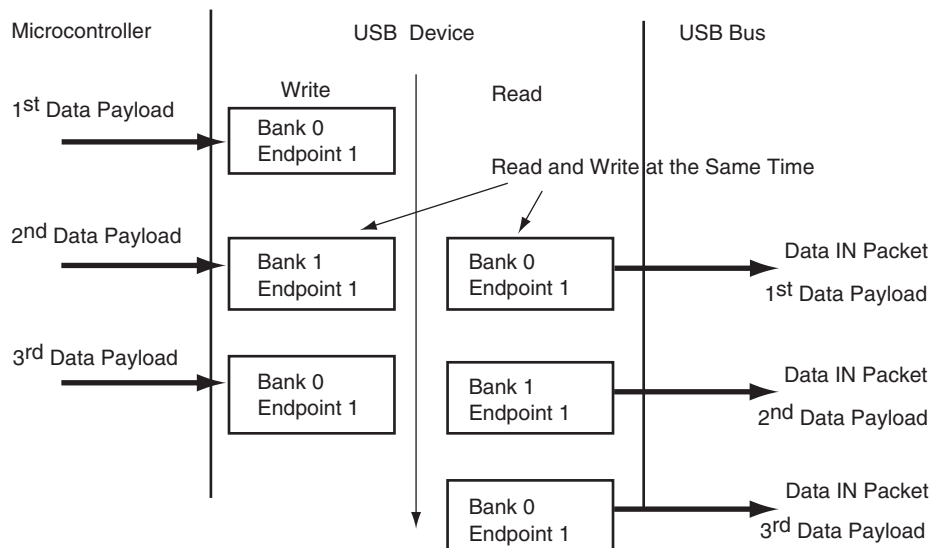 Microcontroller
USB Device
USB Bus
Write
Read
1st Data Payload
Bank 0
Endpoint 1
Read and Write at the Same Time
2nd Data Payload
Bank 1
Endpoint 1
Bank 0
Endpoint 1
Data IN Packet
1st Data Payload
3rd Data Payload
Bank 0
Endpoint 1
Bank 1
Endpoint 1
Data IN Packet
2nd Data Payload
Bank 0
Endpoint 1
Data IN Packet
3rd Data Payload